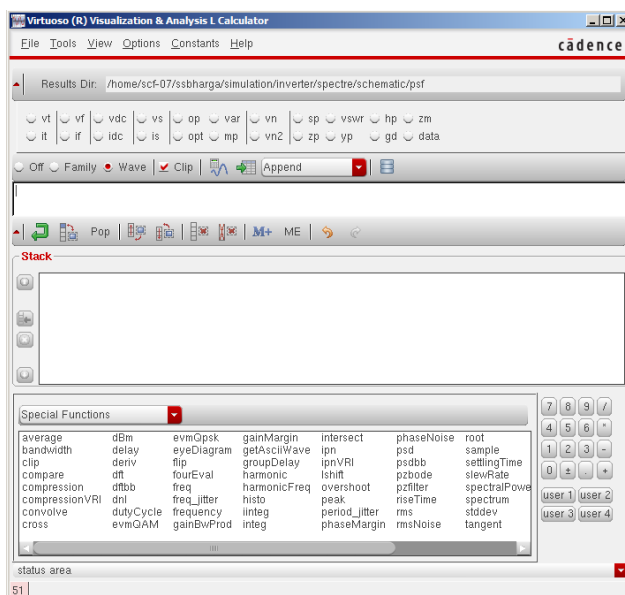 Virtuoso (R) Visualization & Analysis L Calculator
File Tools View Options Constants Help
cādence
Results Dir: /home/scf-07/ssbharga/simulation/inverter/spectre/schematic/psf
vt vf vdc vs op var vn sp vswr hp zm
it if idc is opt mp vn2 zp yp gd data
Off Family Wave Clip Append
Pop M+ ME
Stack
Special Functions
7 8 9 /
4 5 6 *
1 2 3 -
0 ± . +
user 1 user 2
user 3 user 4
average dBm evmQpsk gainMargin intersect phaseNoise root
bandwidth delay eyeDiagram getAsciiWave ipn psd sample
clip deriv flip groupDelay ipnVRI psdbb settlingTime
compare dft fourEval harmonic lshift pzbode slewRate
compression dftbb freq harmonicFreq overshoot pzfilter spectralPowe
compressionVRI dnl freq_jitter histo peak riseTime spectrum
convolve dutyCycle frequency iinteg period_jitter rms stddev
cross evmQAM gainBwProd integ phaseMargin rmsNoise tangent
status area
51